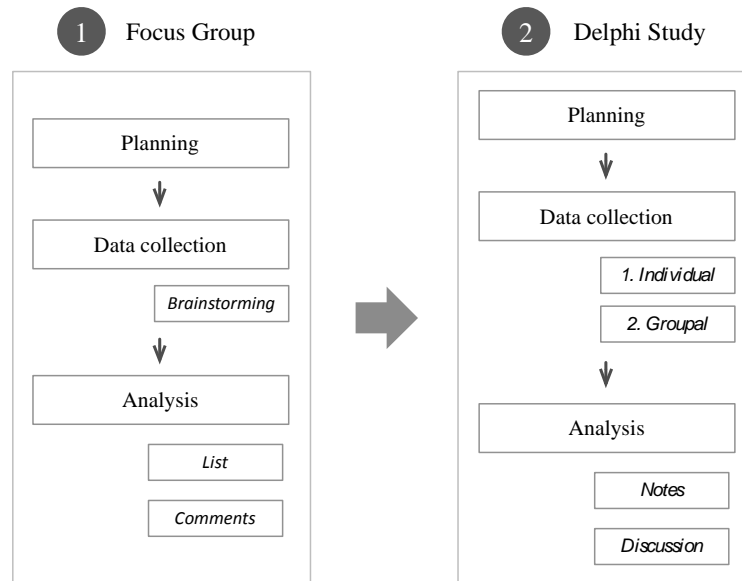 1 Focus Group
Planning
Data collection
Brainstorming
Analysis
List
Comments
2 Delphi Study
Planning
Data collection
1. Individual
2. Groupal
Analysis
Notes
Discussion